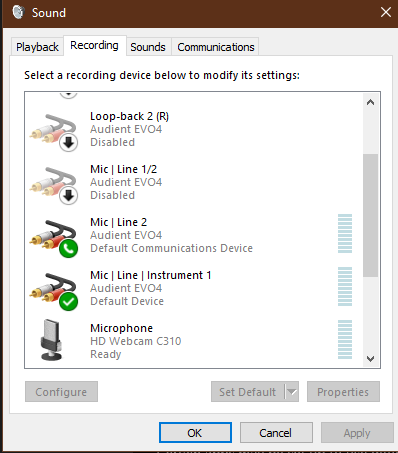 Sound
Playback Recording Sounds Communications
Select a recording device below to modify its settings:
Loop-back 2 (R)
Audient EVO4
Disabled
Mic | Line 1/2
Audient EVO4
Disabled
Mic | Line 2
Audient EVO4
Default Communications Device
Mic | Line | Instrument 1
Audient EVO4
Default Device
Microphone
HD Webcam C310
Ready
Configure Set Default Properties
OK Cancel Apply